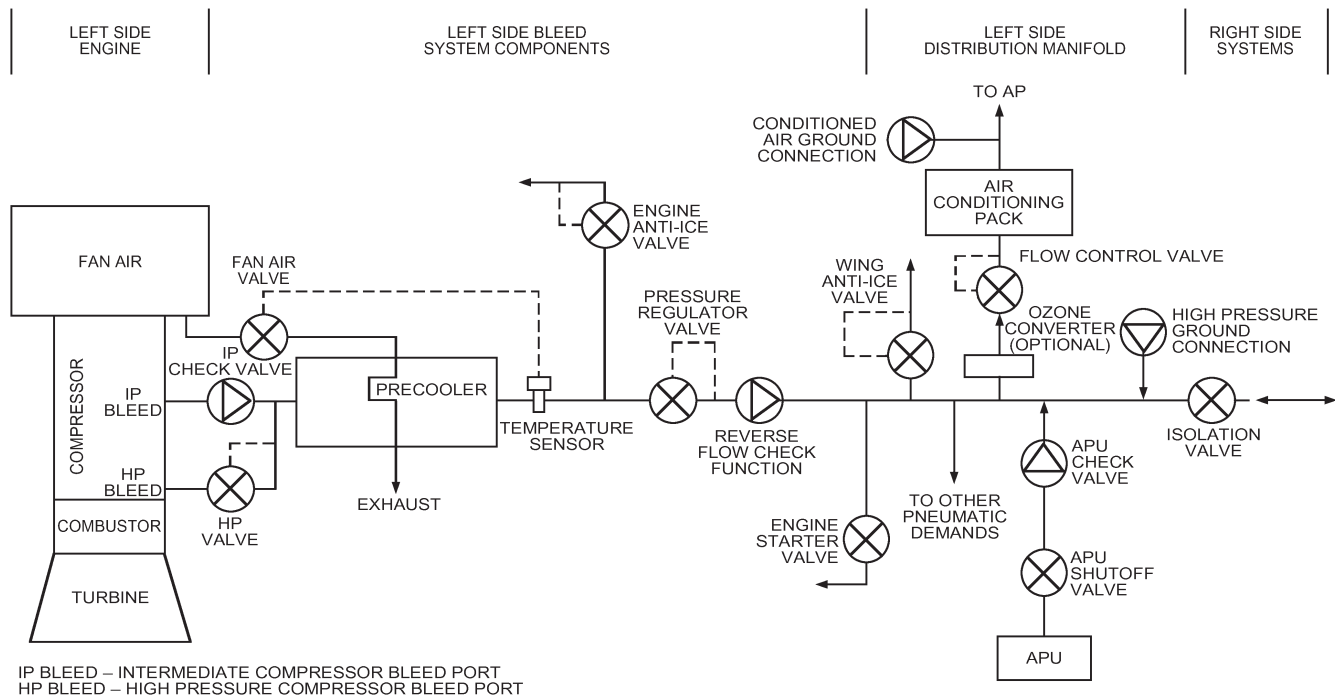 LEFT SIDE
ENGINE
LEFT SIDE BLEED
SYSTEM COMPONENTS
LEFT SIDE
DISTRIBUTION MANIFOLD
RIGHT SIDE
SYSTEMS
TO AP
CONDITIONED
AIR GROUND
CONNECTION
AIR
CONDITIONING
PACK
ENGINE
ANTI-ICE
VALVE
FAN AIR
FAN AIR
VALVE
FLOW CONTROL VALVE
WING
ANTI-ICE
VALVE
PRESSURE
REGULATOR
VALVE
OZONE
CONVERTER
(OPTIONAL)
HIGH PRESSURE
GROUND
CONNECTION
IP
CHECK VALVE
PRECOOLER
COMPRESSOR
IP
BLEED
TEMPERATURE
SENSOR
REVERSE
FLOW CHECK
FUNCTION
ISOLATION
VALVE
APU
CHECK
VALVE
HP
BLEED
EXHAUST
TO OTHER
PNEUMATIC
DEMANDS
COMBUSTOR
HP
VALVE
ENGINE
STARTER
VALVE
APU
SHUTOFF
VALVE
TURBINE
APU
IP BLEED – INTERMEDIATE COMPRESSOR BLEED PORT
HP BLEED – HIGH PRESSURE COMPRESSOR BLEED PORT